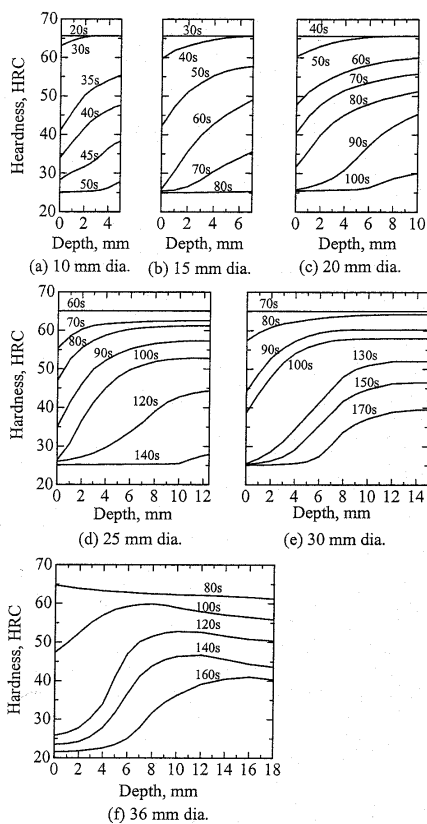 Heardness, HRC
70
60
50
40
30
20
20s
30s
35s
40s
45s
50s
0 2 4
Depth, mm
(a) 10 mm dia.
30s
40s
50s
60s
70s
80s
0 2 4 6
Depth, mm
(b) 15 mm dia.
40s
50s
60s
70s
80s
90s
100s
0 2 4 6 8 10
Depth, mm
(c) 20 mm dia.
Hardness, HRC
70
60
50
40
30
20
60s
70s
80s
90s
100s
120s
140s
0 2 4 6 8 10 12
Depth, mm
(d) 25 mm dia.
70s
80s
90s
100s
130s
150s
170s
0 2 4 6 8 10 12 14
Depth, mm
(e) 30 mm dia.
Hardness, HRC
70
60
50
40
30
20
80s
100s
120s
140s
160s
0 2 4 6 8 10 12 14 16 18
Depth, mm
(f) 36 mm dia.